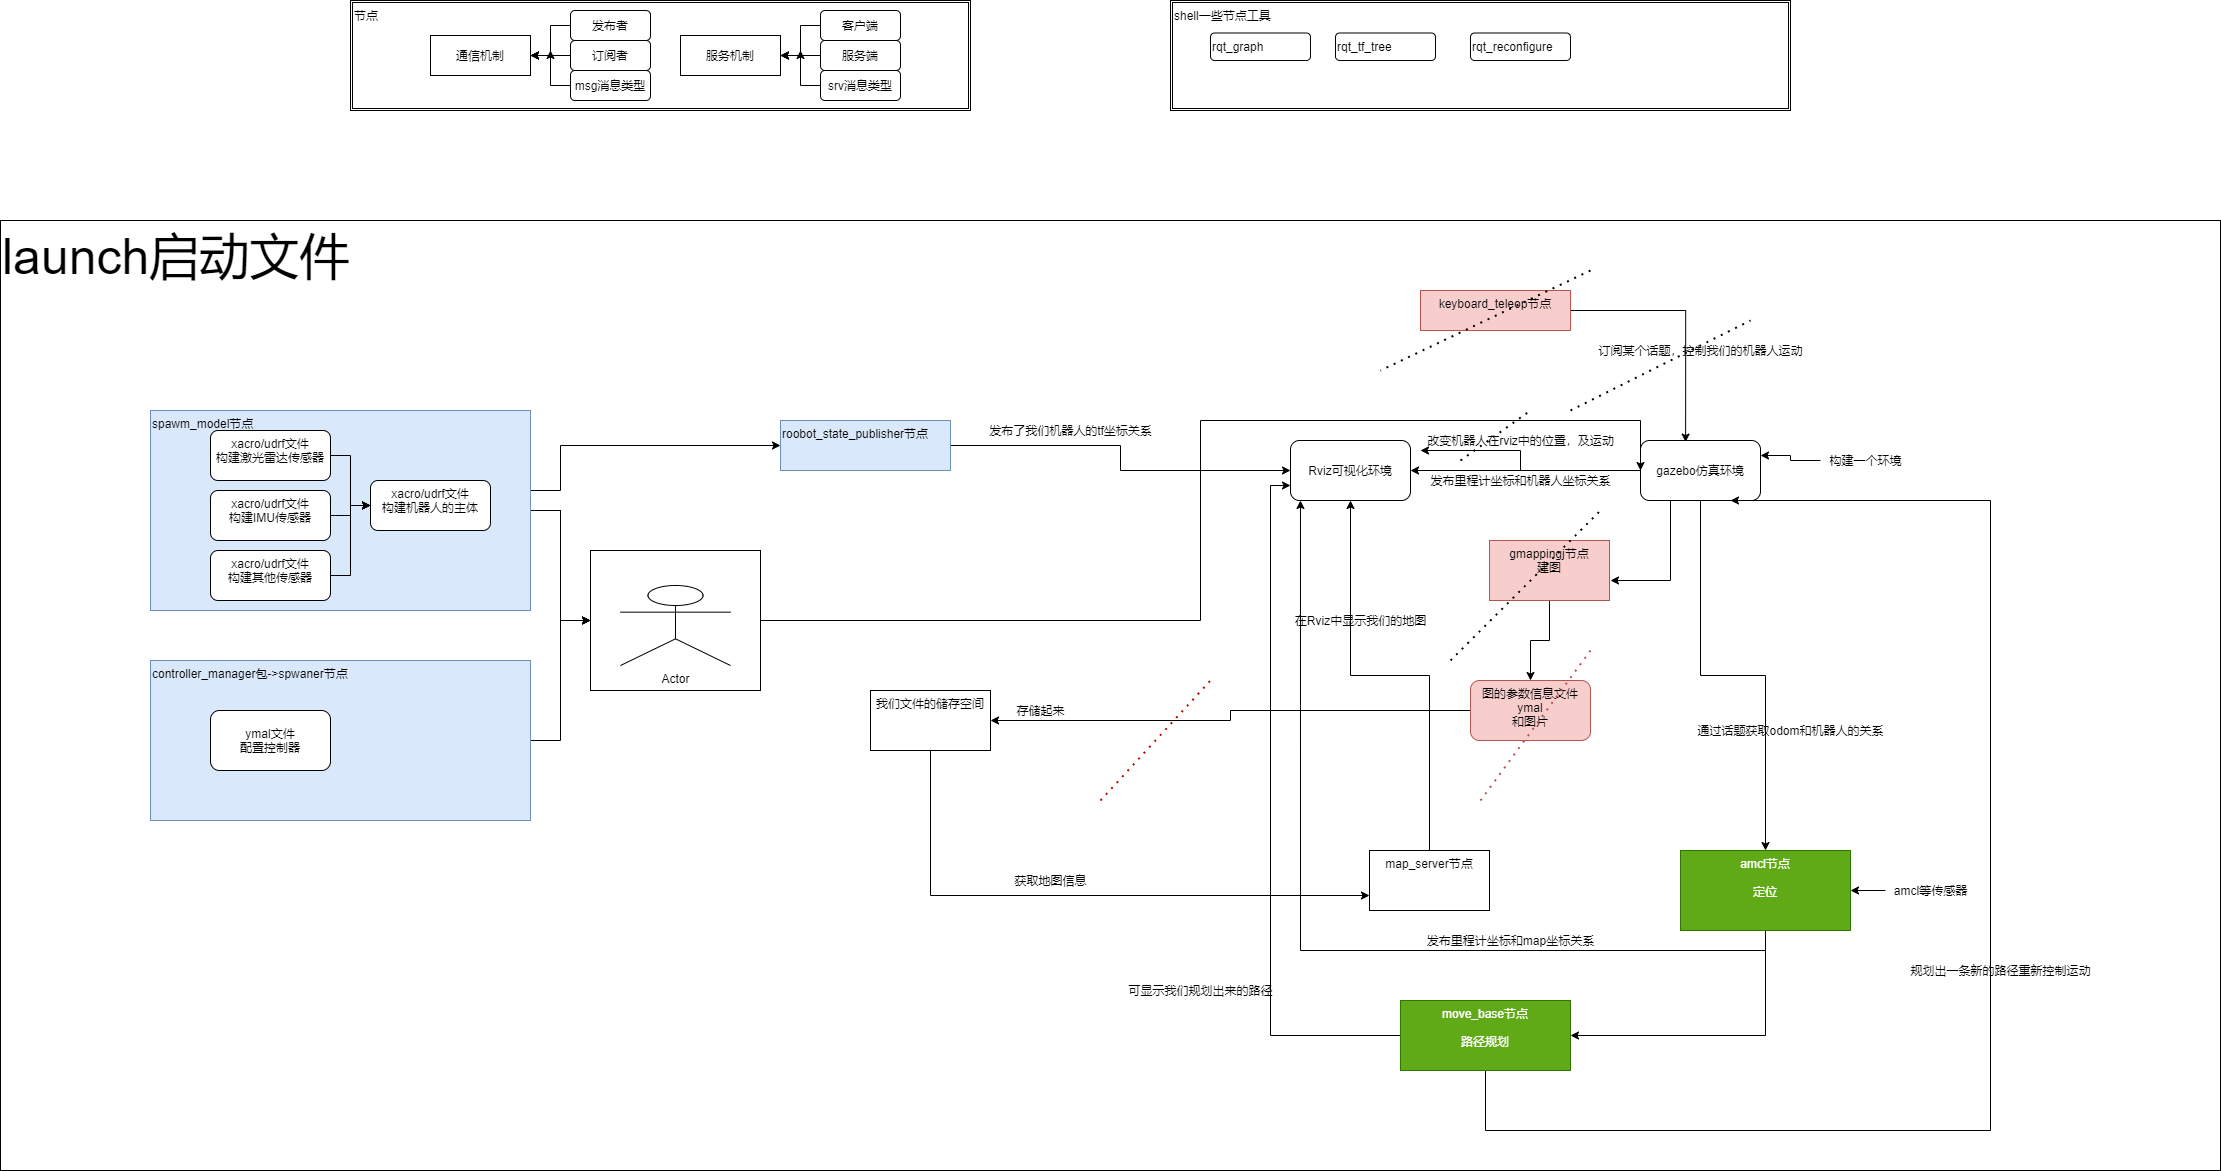 节点
通信机制
发布者
订阅者
msg消息类型
服务机制
客户端
服务端
srv消息类型
shell一些节点工具
rqt_graph
rqt_tf_tree
rqt_reconfigure
launch启动文件
keyboard_teleop节点
订阅某个话题，控制我们的机器人运动
spawm_model节点
xacro/udrf文件
构建激光雷达传感器
xacro/udrf文件
构建IMU传感器
xacro/udrf文件
构建其他传感器
xacro/udrf文件
构建机器人的主体
roobot_state_publisher节点
发布了我们机器人的tf坐标关系
Rviz可视化环境
改变机器人在rviz中的位置，及运动
发布里程计坐标和机器人坐标关系
gazebo仿真环境
构建一个环境
gmappingj节点
建图
Actor
在Rviz中显示我们的地图
controller_manager包->spwaner节点
ymal文件
配置控制器
我们文件的储存空间
存储起来
图的参数信息文件
ymal
和图片
通过话题获取odom和机器人的关系
获取地图信息
map_server节点
amcl节点
定位
amcl等传感器
发布里程计坐标和map坐标关系
规划出一条新的路径重新控制运动
可显示我们规划出来的路径
move_base节点
路径规划